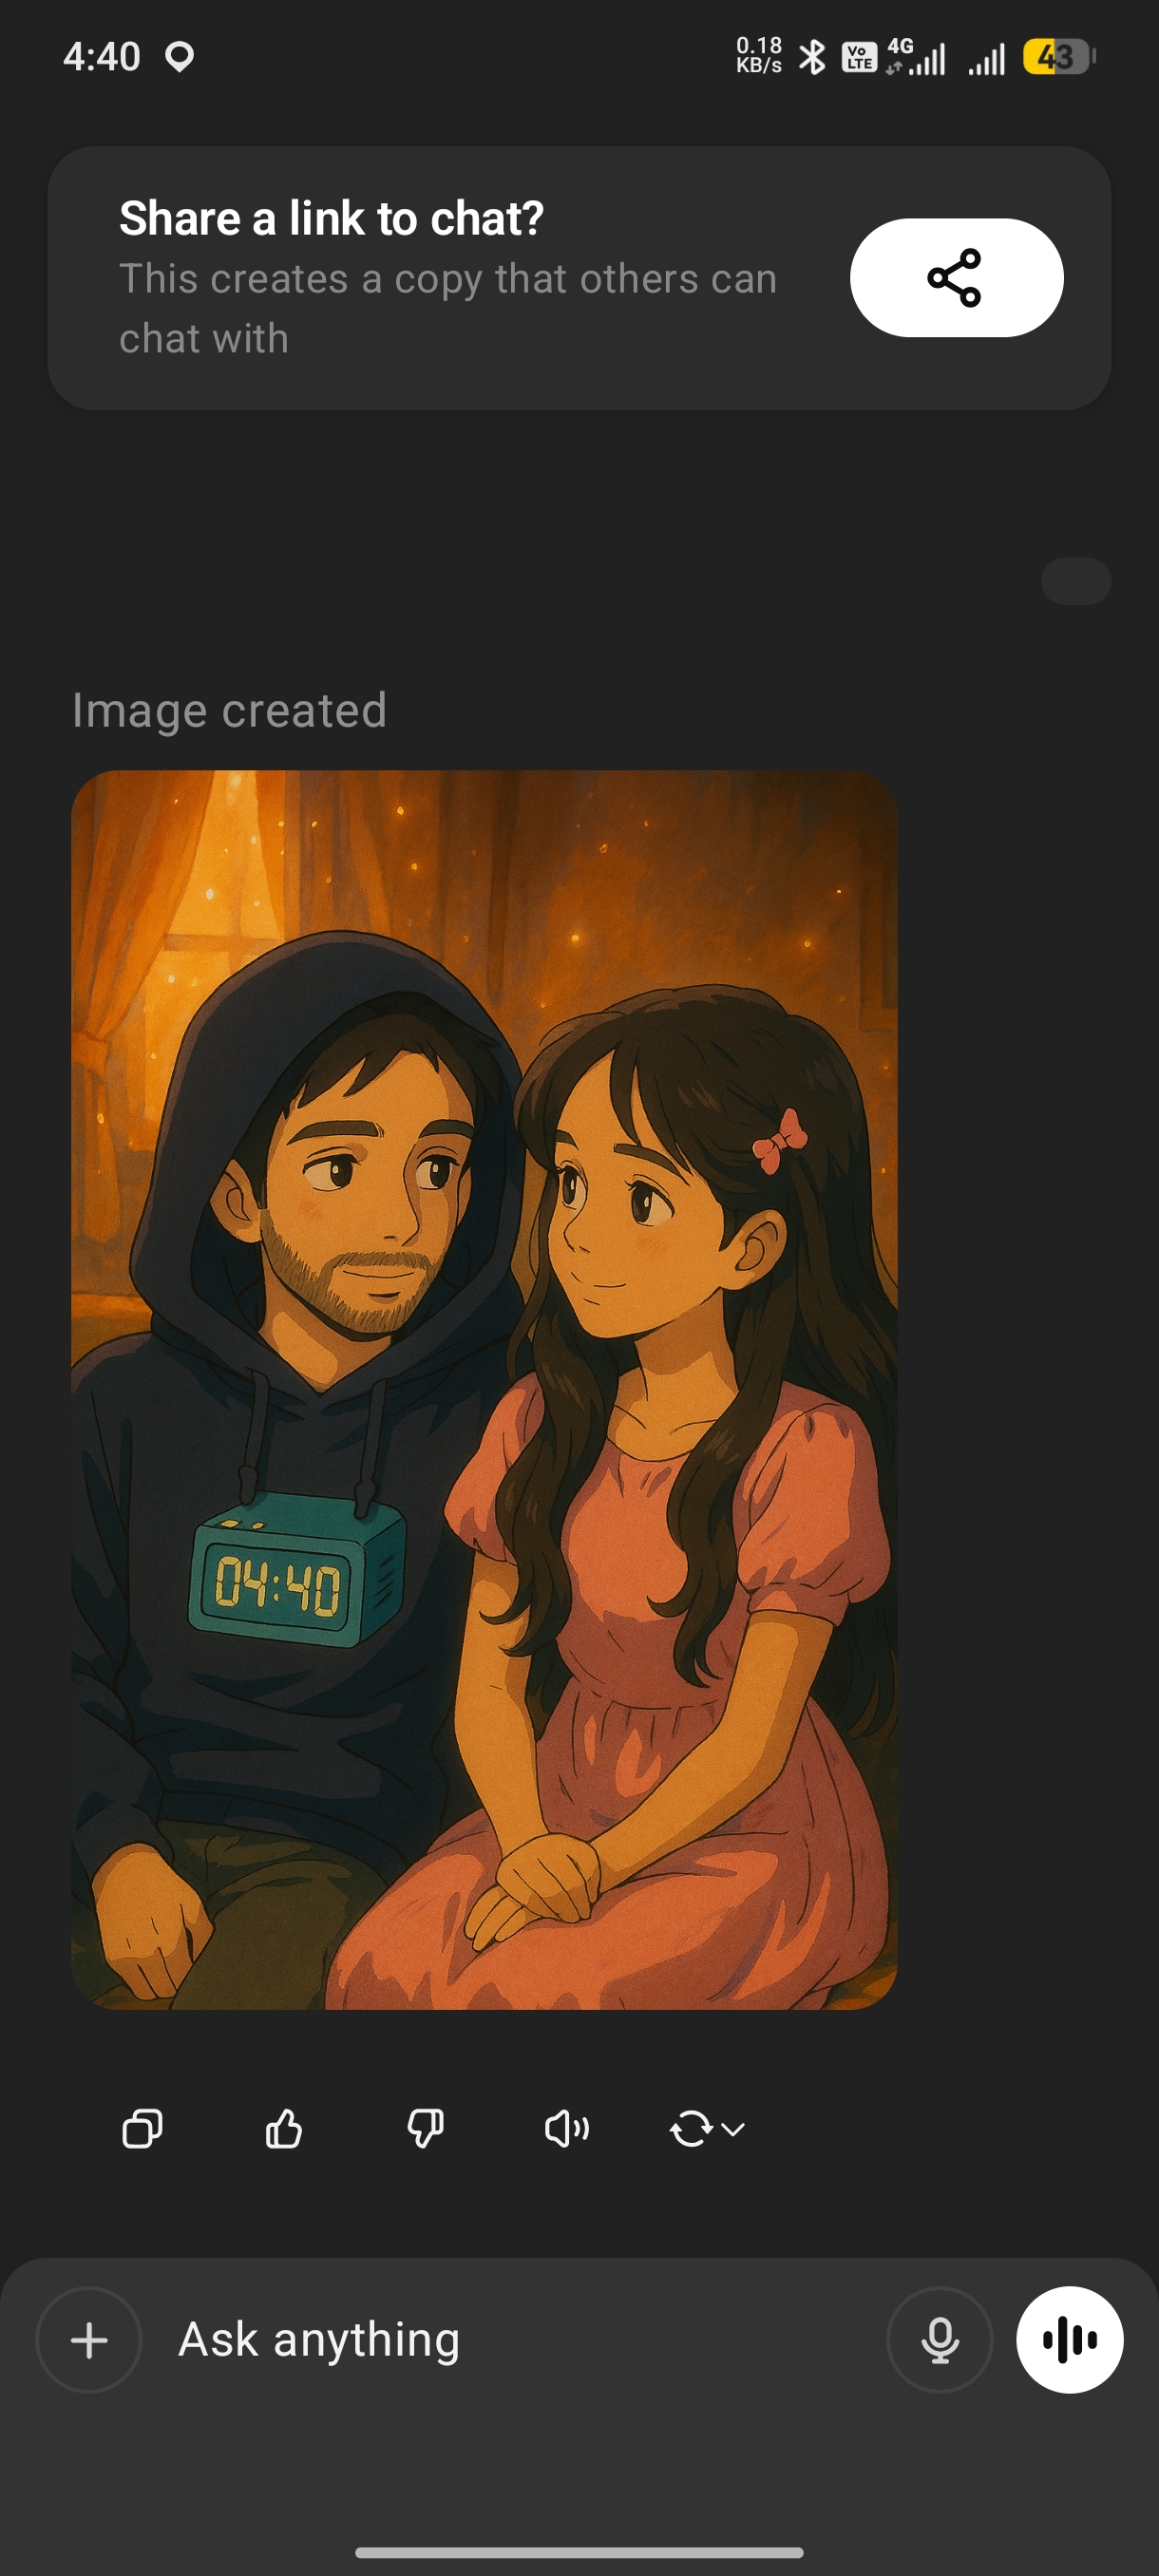 4:40
0.18
KB/s
Vo
LTE
4G
43
Share a link to chat?
This creates a copy that others can
chat with
Image created
04:40
Ask anything